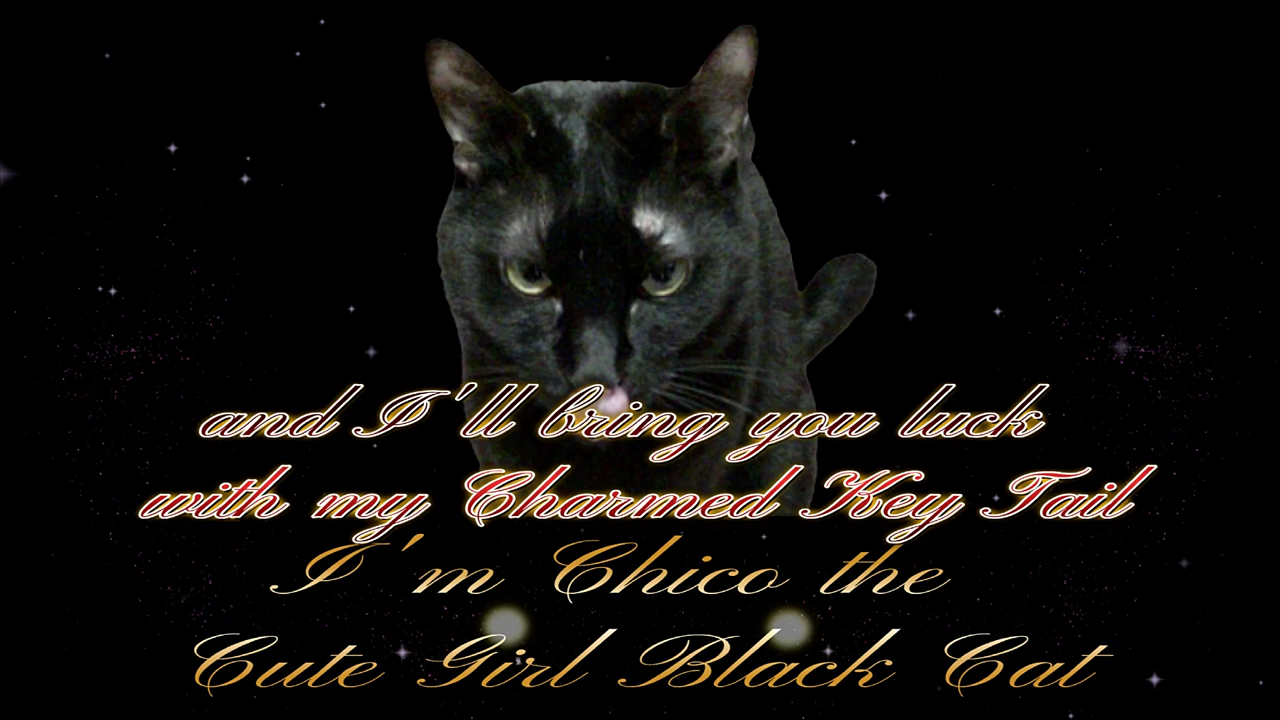 and I'll bring you luck
with my Charmed Key Tail
I'm Chico the
Cute Girl Black Cat